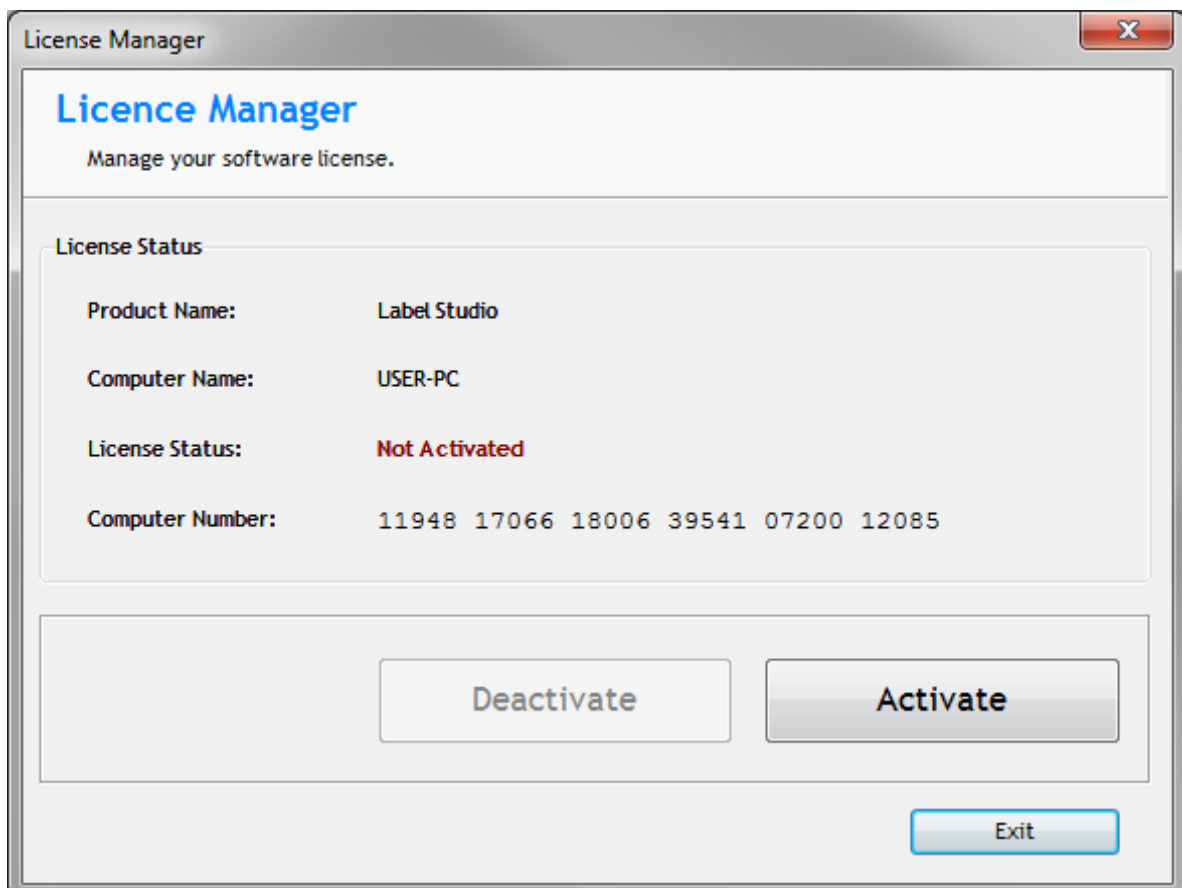 License Manager
Licence Manager
Manage your software license.
License Status
Product Name: Label Studio
Computer Name: USER-PC
License Status: Not Activated
Computer Number: 11948 17066 18006 39541 07200 12085
Deactivate Activate
Exit